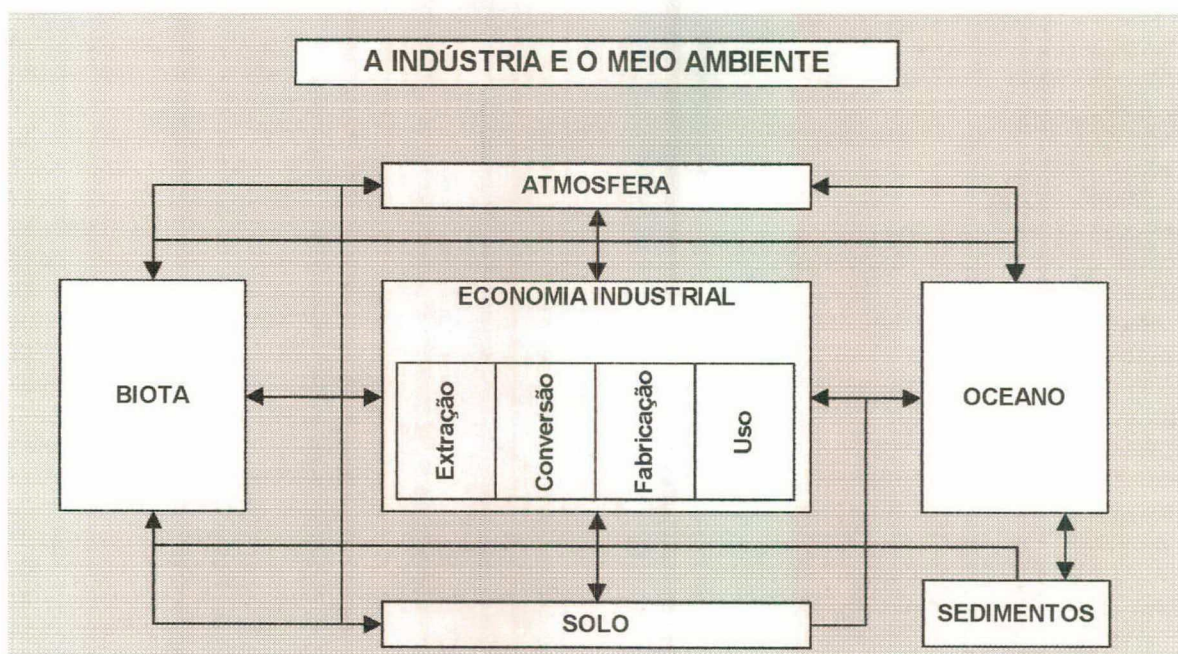 A INDÚSTRIA E O MEIO AMBIENTE
ATMOSFERA
ECONOMIA INDUSTRIAL
BIOTA
Extração
Conversão
Fabricação
Uso
OCEANO
SOLO
SEDIMENTOS